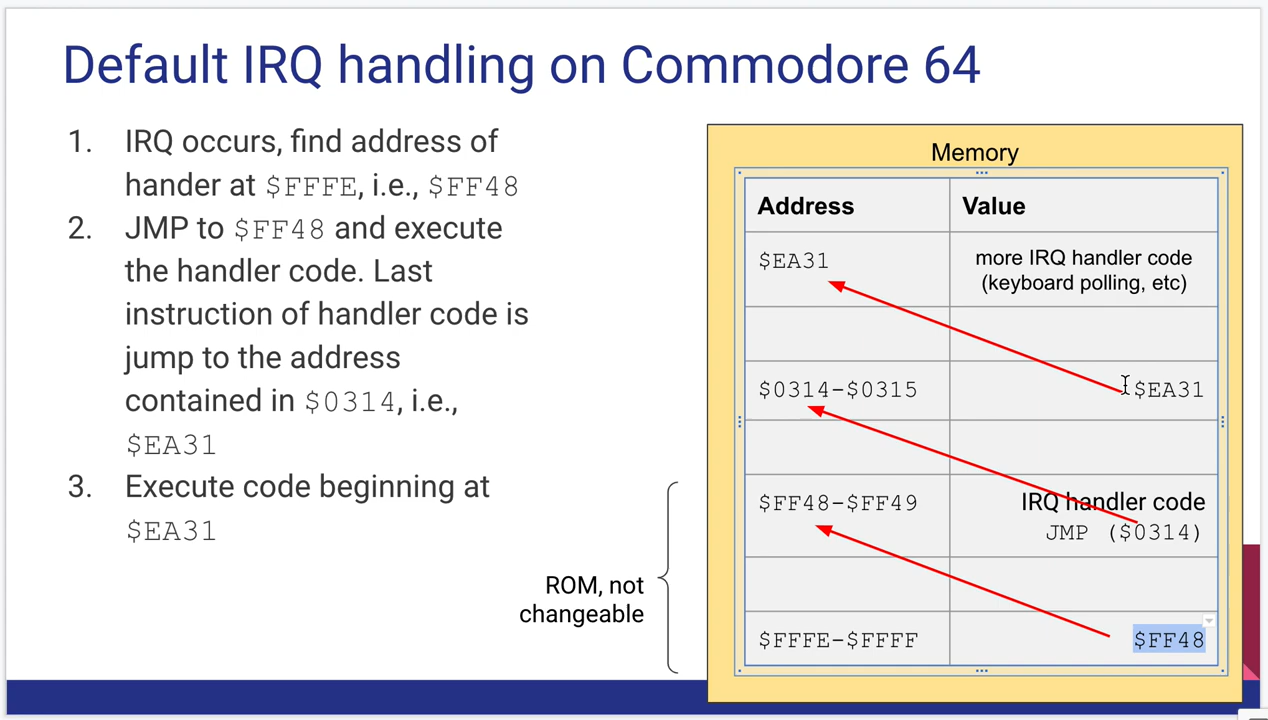 Default IRQ handling on Commodore 64
1. IRQ occurs, find address of
hander at $FFFE, i.e., $FF48
2. JMP to $FF48 and execute
the handler code. Last
instruction of handler code is
jump to the address
contained in $0314, i.e.,
$EA31
3. Execute code beginning at
$EA31
ROM, not
changeable
Memory
Address Value
$EA31 more IRQ handler code
(keyboard polling, etc)
$0314-$0315 $EA31
$FF48-$FF49 IRQ handler code
JMP ($0314)
$FFFE-$FFFF $FF48